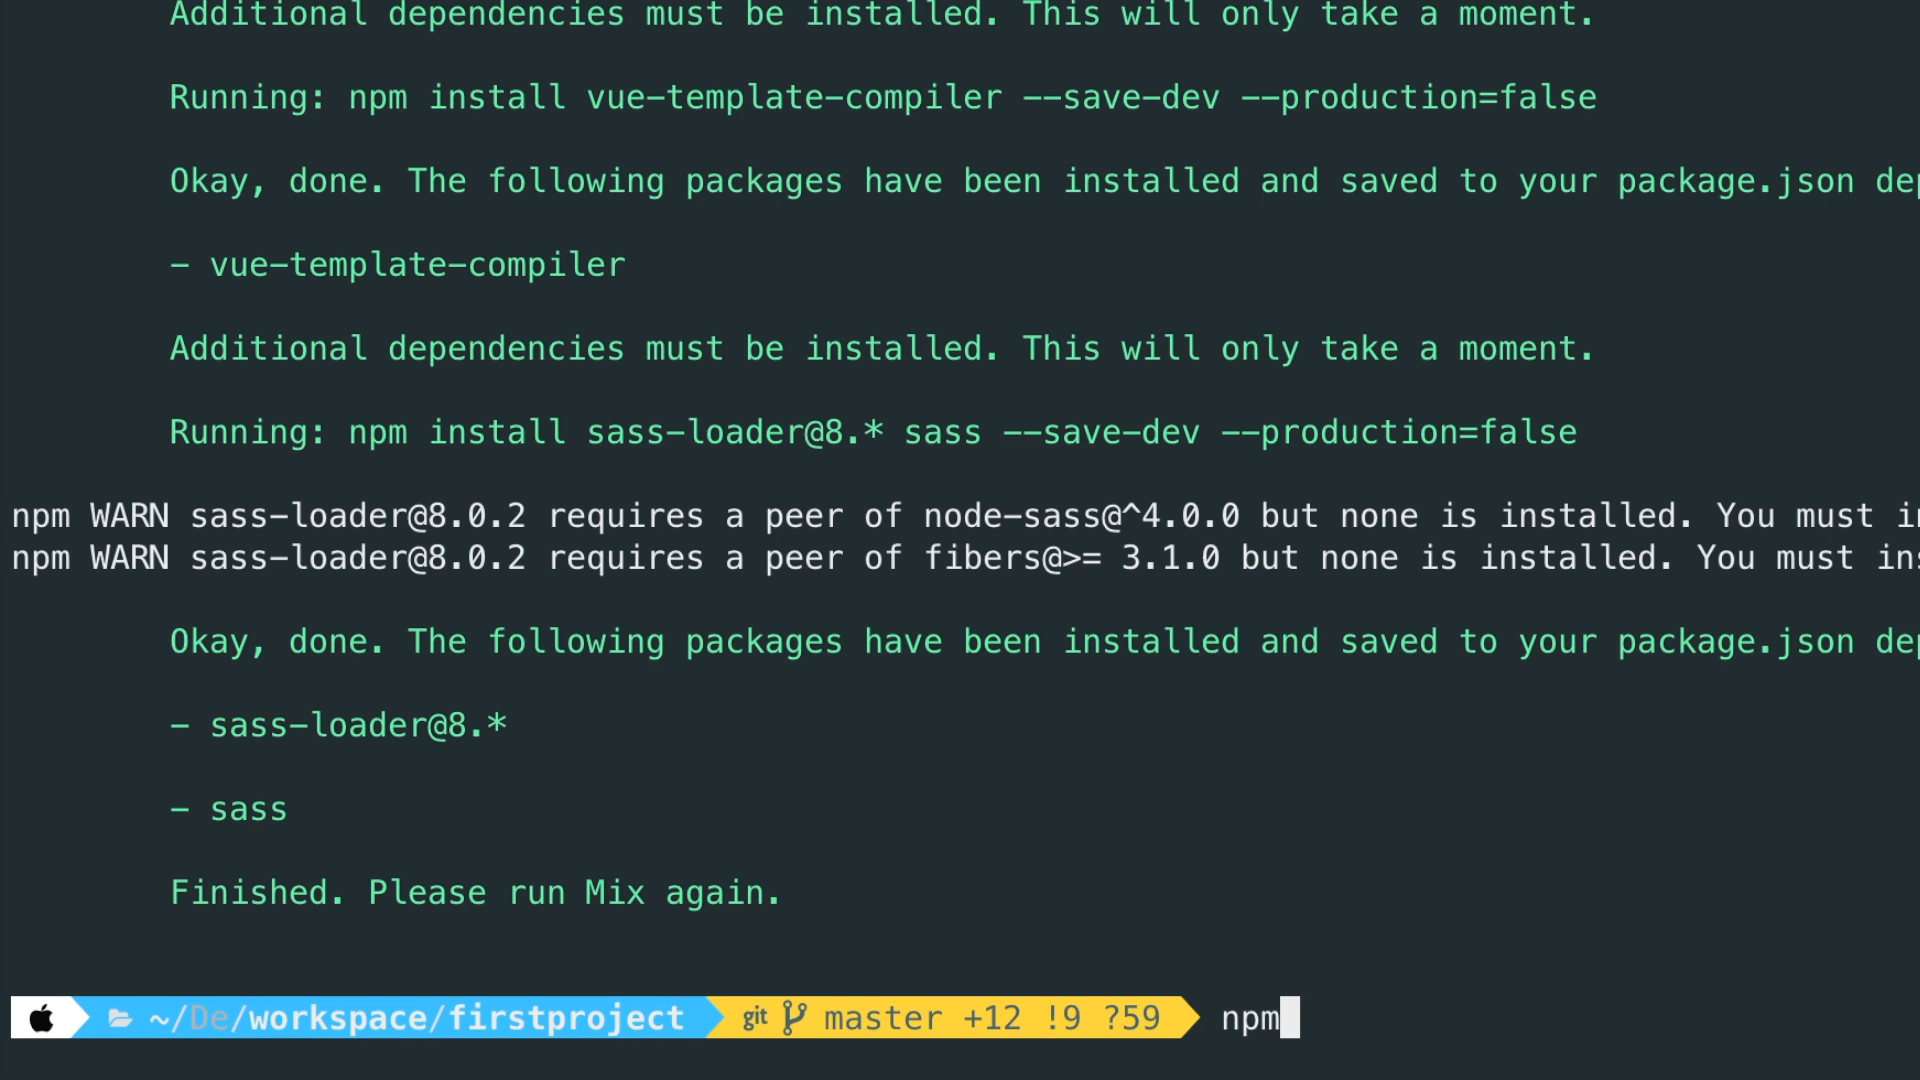 Additional dependencies must be installed. This will only take a moment.
Running: npm install vue-template-compiler --save-dev --production=false
Okay, done. The following packages have been installed and saved to your package.json
- vue-template-compiler
Additional dependencies must be installed. This will only take a moment.
Running: npm install sass-loader@8.* sass --save-dev --production=false
npm WARN sass-loader@8.0.2 requires a peer of node-sass@^4.0.0 but none is installed. You must
npm WARN sass-loader@8.0.2 requires a peer of fibers@>= 3.1.0 but none is installed. You must
Okay, done. The following packages have been installed and saved to your package.json
- sass-loader@8.*
- sass
Finished. Please run Mix again.
~/De/workspace/firstproject git master +12 !9 ?59 npm